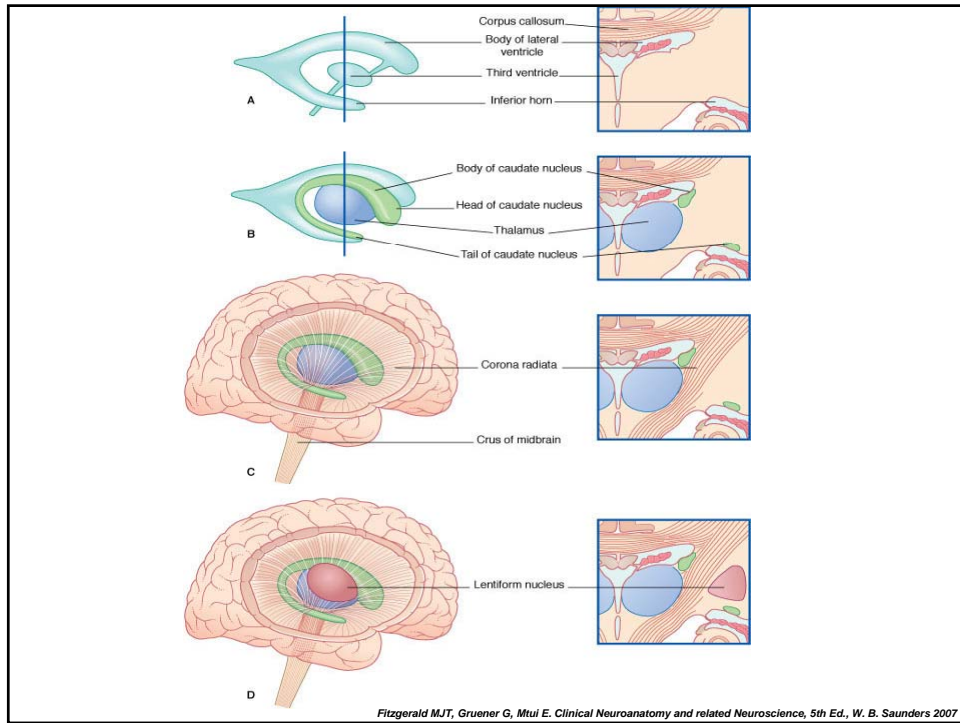 Corpus callosum
Body of lateral
ventricle
Third ventricle
A
Inferior horn
Body of caudate nucleus
Head of caudate nucleus
Thalamus
B
Tail of caudate nucleus
Corona radiata
Crus of midbrain
C
Lentiform nucleus
D
Fitzgerald MJT, Gruener G, Mtui E. Clinical Neuroanatomy and related Neuroscience, 5th Ed., W. B. Saunders 2007